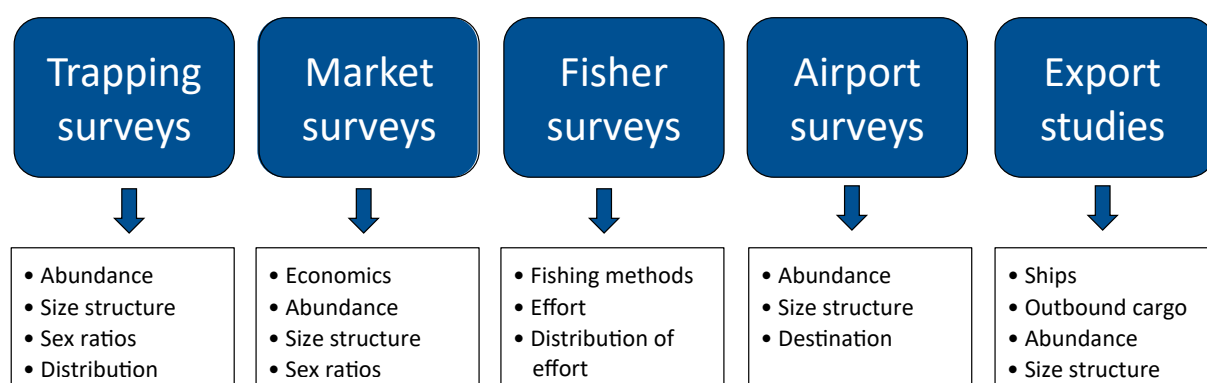 Trapping
surveys
Market
surveys
Fisher
surveys
Airport
surveys
Export
studies
• Abundance
• Size structure
• Sex ratios
• Distribution
• Economics
• Abundance
• Size structure
• Sex ratios
• Fishing methods
• Effort
• Distribution of
effort
• Abundance
• Size structure
• Destination
• Ships
• Outbound cargo
• Abundance
• Size structure